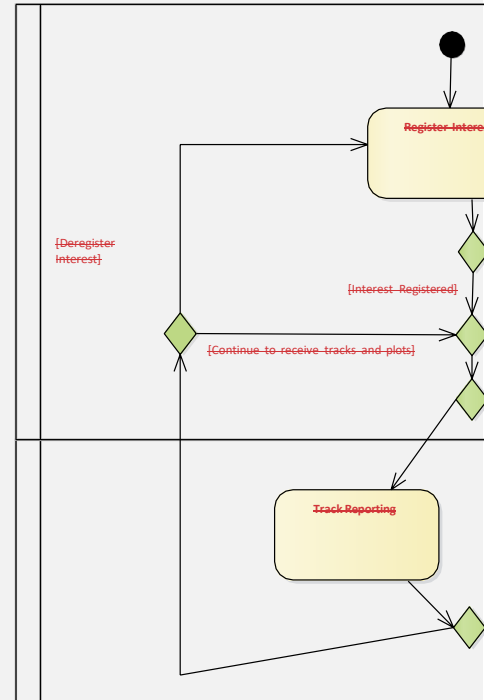 Register Intere
[Deregister
Interest]
[Interest Registered]
[Continue to receive tracks and plots]
Track Reporting